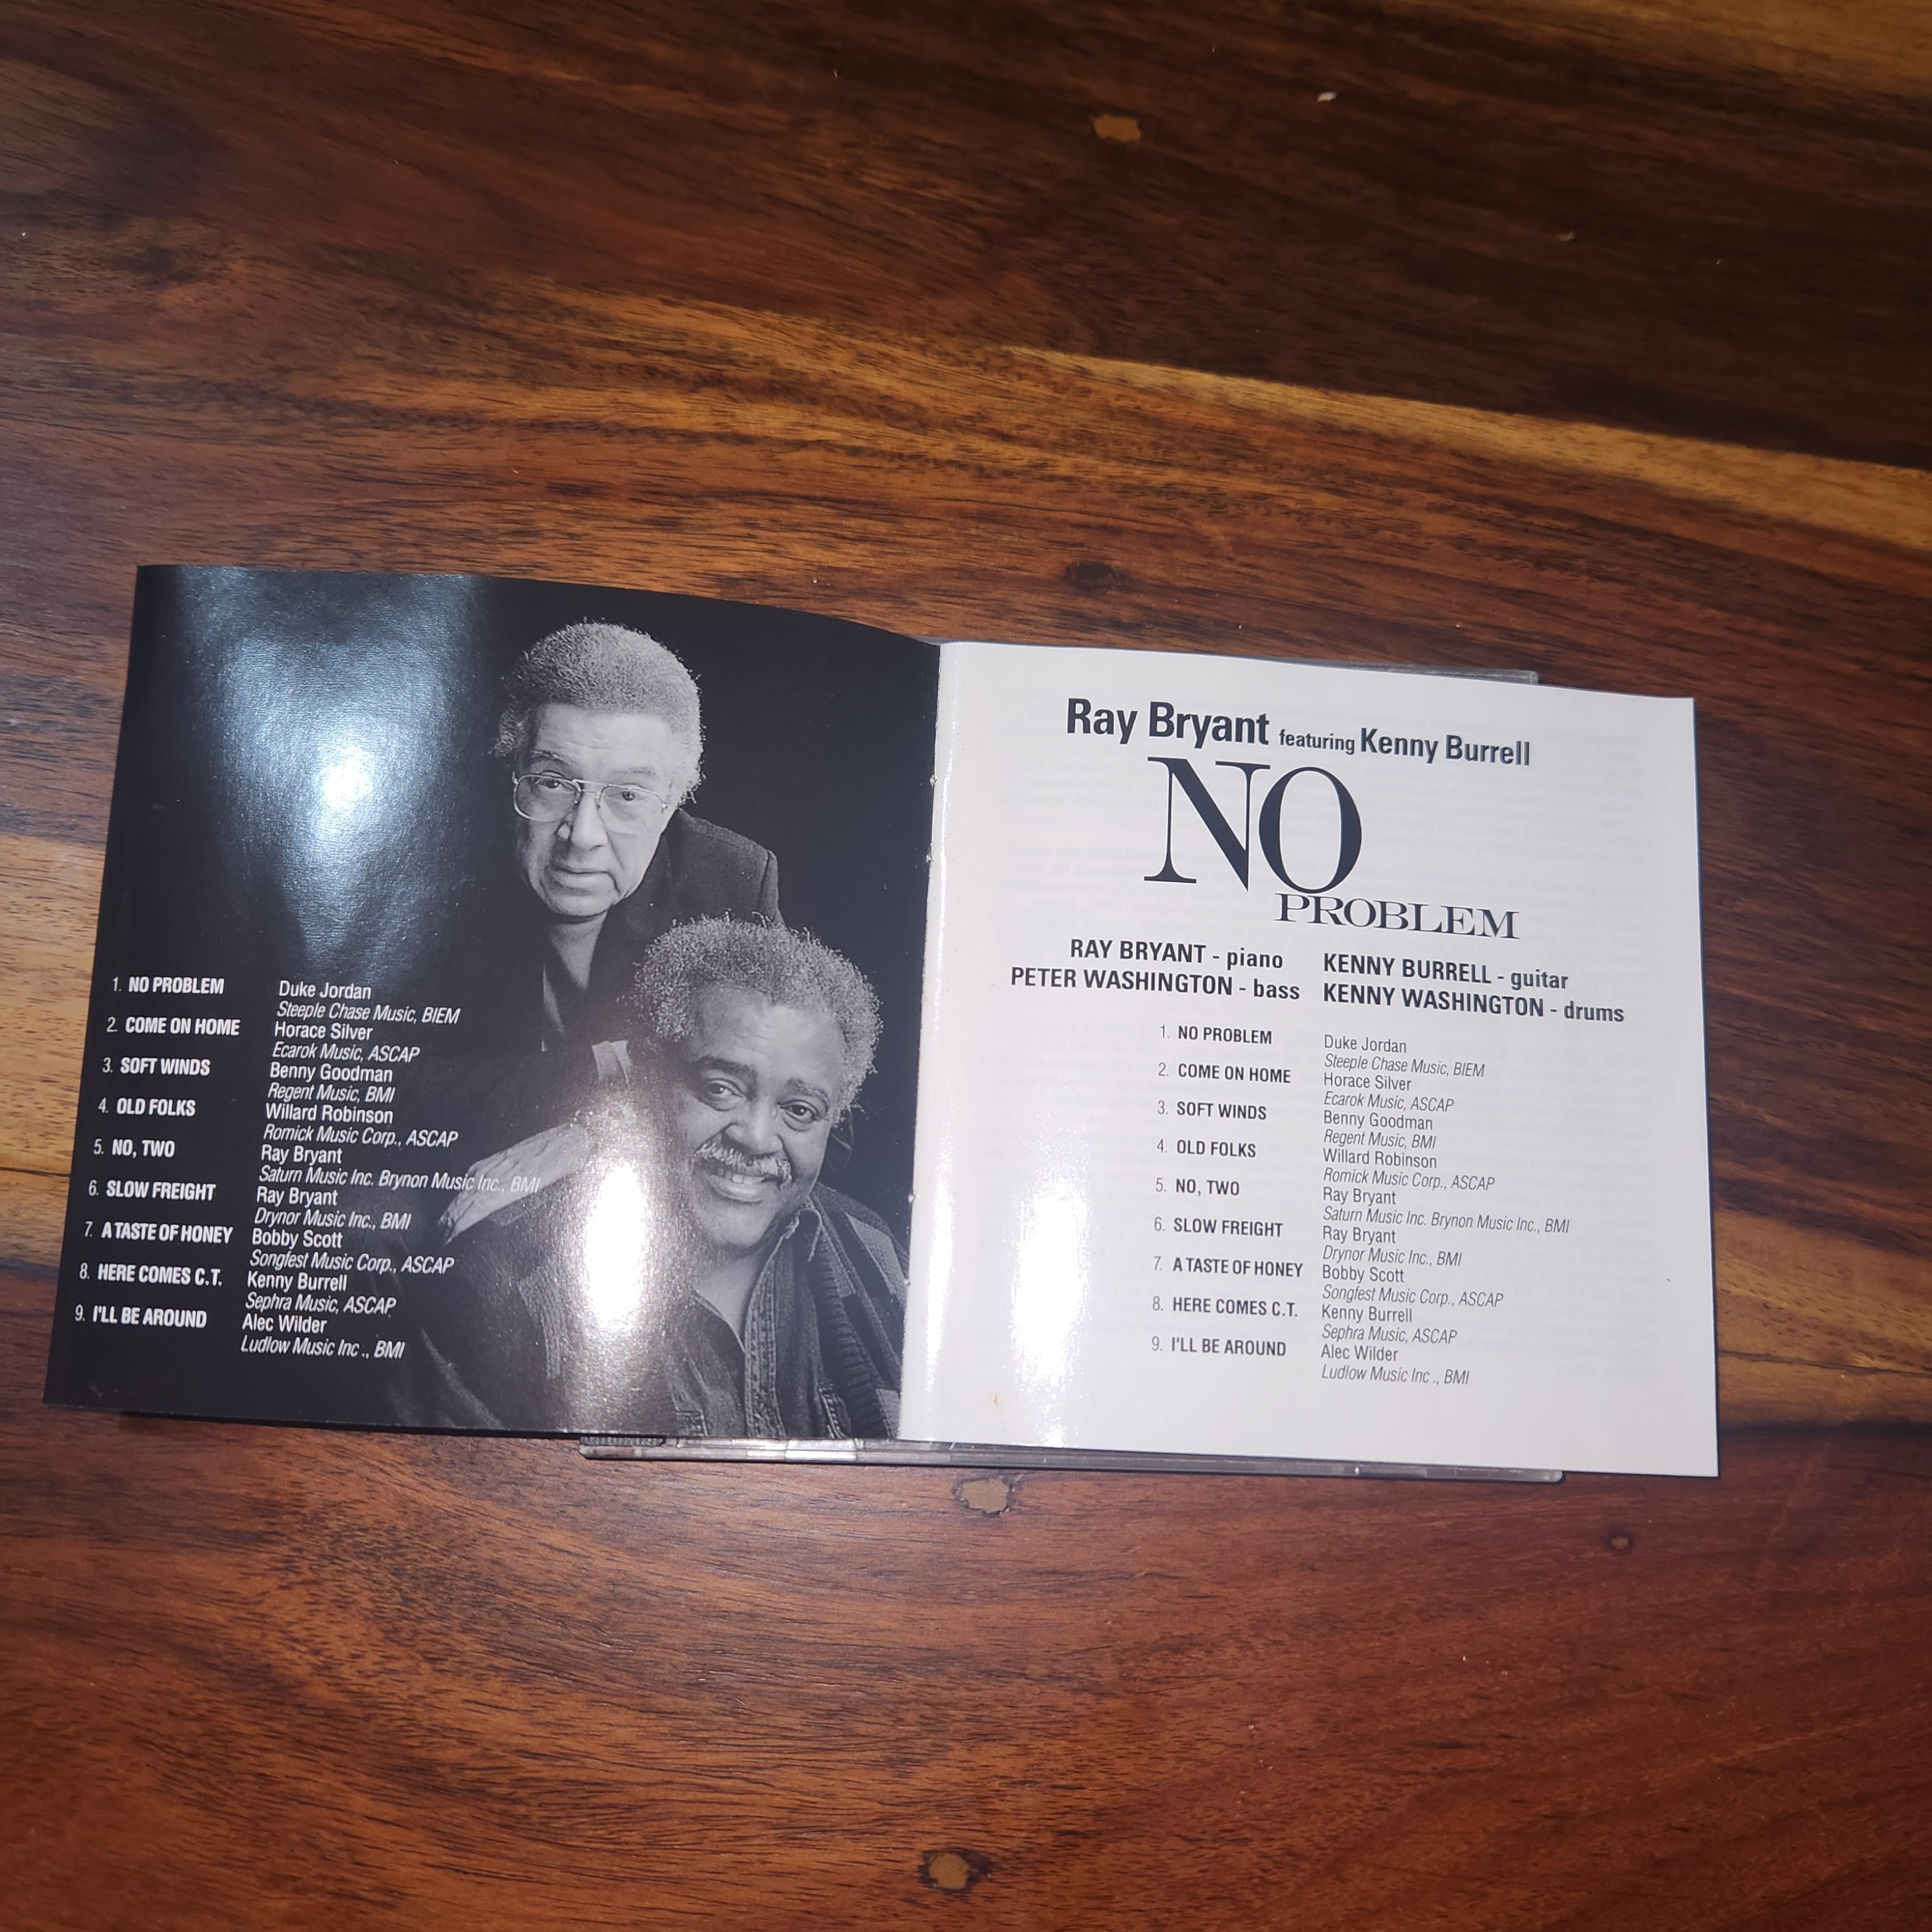 1. NO PROBLEM Duke Jordan
Steeple Chase Music, BIEM
2. COME ON HOME Horace Silver
Ecarok Music, ASCAP
3. SOFT WINDS Benny Goodman
Regent Music, BMI
4. OLD FOLKS Willard Robinson
Romick Music Corp., ASCAP
5. NO, TWO Ray Bryant
Saturn Music Inc. Brynon Music Inc., BMI
6. SLOW FREIGHT Ray Bryant
Drynor Music Inc., BMI
7. A TASTE OF HONEY Bobby Scott
Songfest Music Corp., ASCAP
8. HERE COMES C.T. Kenny Burrell
Sephra Music, ASCAP
9. I'LL BE AROUND Alec Wilder
Ludlow Music Inc ., BMI
Ray Bryant featuring Kenny Burrell
NO
PROBLEM
RAY BRYANT - piano KENNY BURRELL - guitar
PETER WASHINGTON - bass KENNY WASHINGTON - drums
1. NO PROBLEM Duke Jordan
Steeple Chase Music, BIEM
2. COME ON HOME Horace Silver
Ecarok Music, ASCAP
3. SOFT WINDS Benny Goodman
Regent Music, BMI
4. OLD FOLKS Willard Robinson
Romick Music Corp., ASCAP
5. NO, TWO Ray Bryant
Saturn Music Inc. Brynon Music Inc., BMI
6. SLOW FREIGHT Ray Bryant
Drynor Music Inc., BMI
7. A TASTE OF HONEY Bobby Scott
Songfest Music Corp., ASCAP
8. HERE COMES C.T. Kenny Burrell
Sephra Music, ASCAP
9. I'LL BE AROUND Alec Wilder
Ludlow Music Inc ., BMI